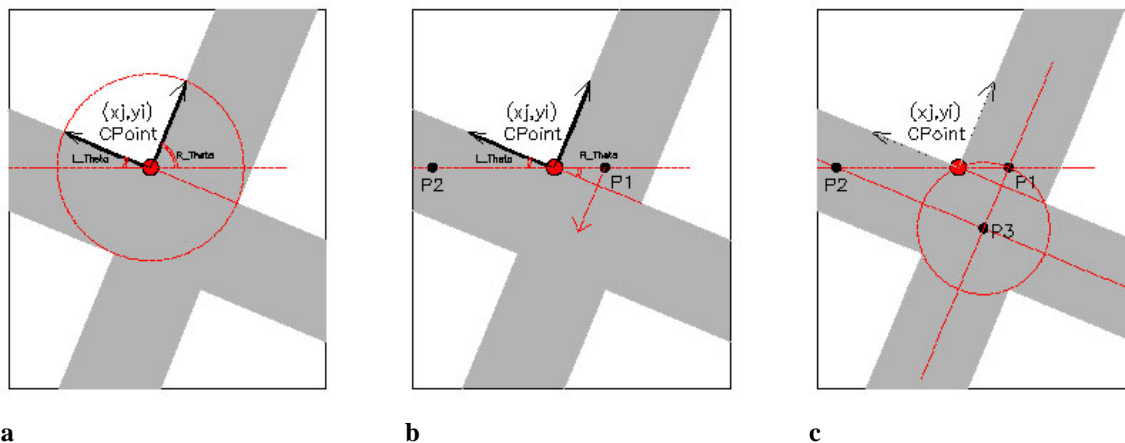 (xj,yi)
CPoint
L_Theta
R_Theta
a
(xj,yi)
CPoint
L_Theta
R_Theta
P2
P1
b
(xj,yi)
CPoint
P2
P1
P3
c